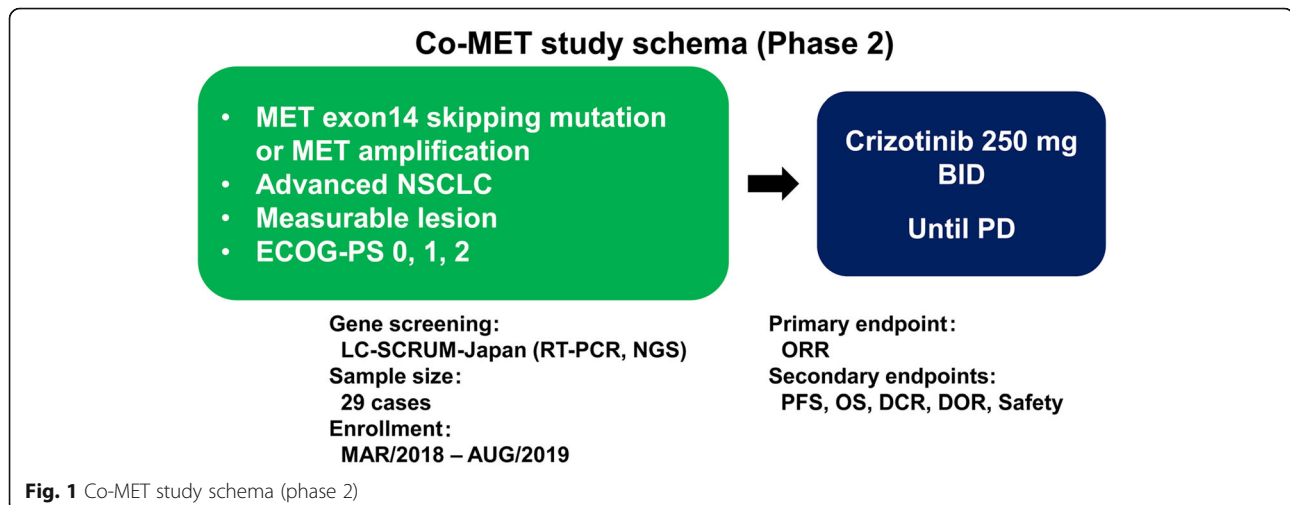 Co-MET study schema (Phase 2)
• MET exon14 skipping mutation
or MET amplification
• Advanced NSCLC
• Measurable lesion
• ECOG-PS 0, 1, 2
Crizotinib 250 mg
BID
Until PD
Gene screening:
LC-SCRUM-Japan (RT-PCR, NGS)
Sample size:
29 cases
Enrollment:
MAR/2018 – AUG/2019
Primary endpoint:
ORR
Secondary endpoints:
PFS, OS, DCR, DOR, Safety
Fig. 1 Co-MET study schema (phase 2)